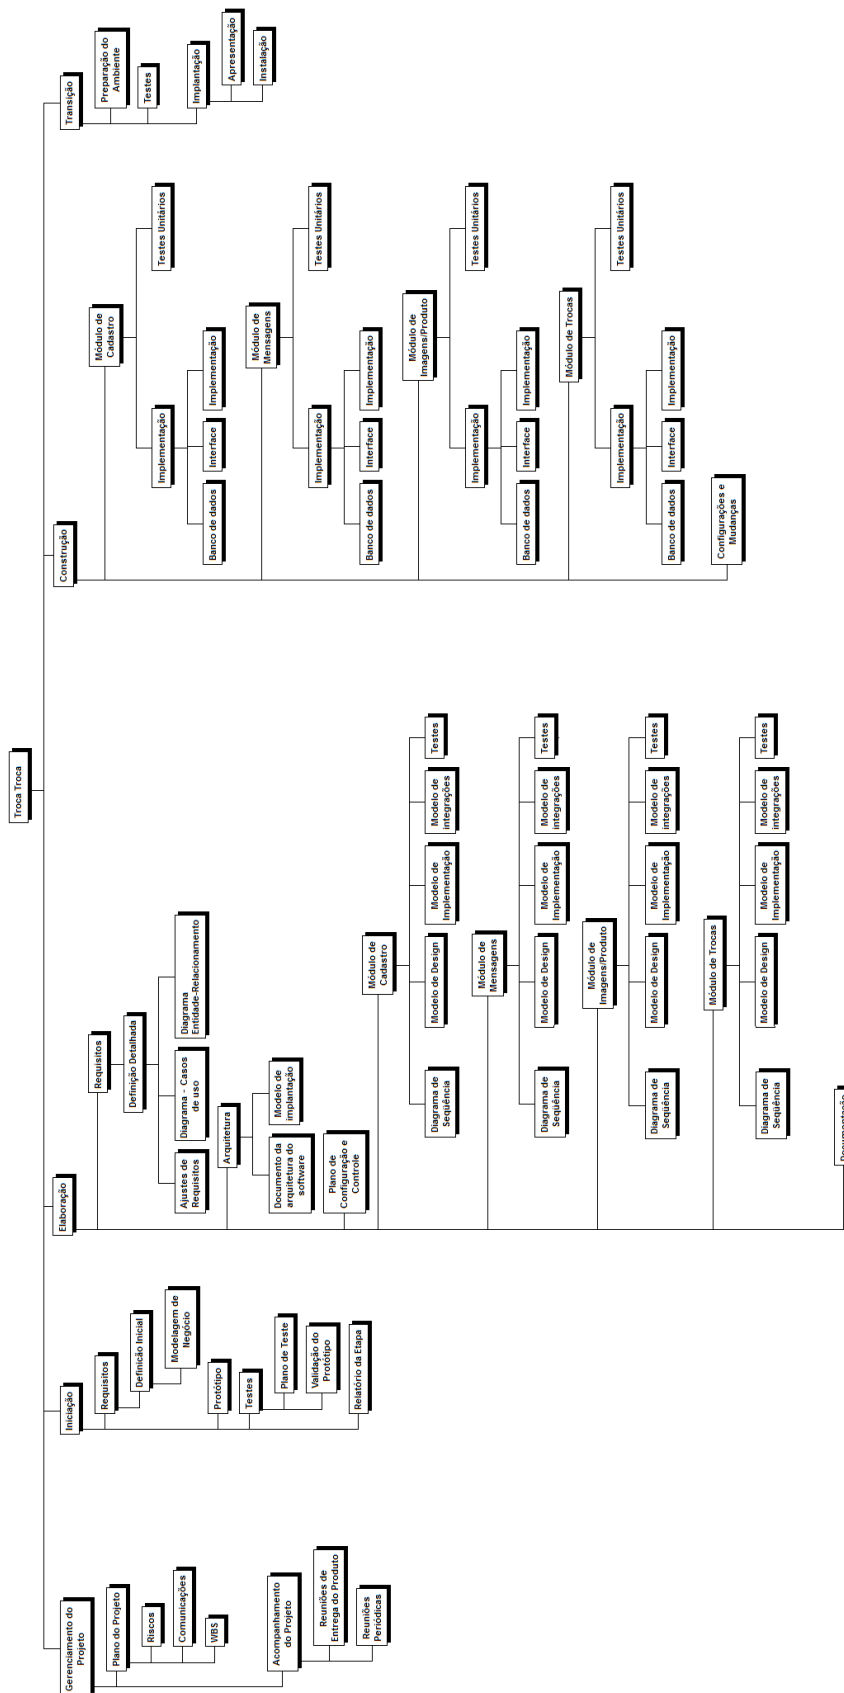 Troca Troca
Gerenciamento do
Projeto
Plano do Projeto
Riscos
Comunicações
WBS
Acompanhamento
do Projeto
Reuniões de
Entrega do Produto
Reuniões
Periódicas
Iniciação
Requisitos
Definição Inicial
Modelagem de
Negócio
Protótipo
Testes
Plano de Teste
Validação do
Protótipo
Relatório da Etapa
Elaboração
Requisitos
Definição Detalhada
Ajustes de
Requisitos
Diagrama - Casos
de uso
Diagrama
Entidade-Relacionamento
Arquitetura
Documento da
arquitetura do
software
Modelo de
implantação
Plano de
Configuração e
Controle
Módulo de
Cadastro
Diagrama de
Seqüência
Modelo de Design
Modelo de
Implementação
Modelo de
integrações
Testes
Módulo de
Mensagens
Diagrama de
Seqüência
Modelo de Design
Modelo de
Implementação
Modelo de
integrações
Testes
Módulo de
Imagens/Produto
Diagrama de
Seqüência
Modelo de Design
Modelo de
Implementação
Modelo de
integrações
Testes
Módulo de Trocas
Diagrama de
Seqüência
Modelo de Design
Modelo de
Implementação
Modelo de
integrações
Testes
Documentação
Construção
Módulo de
Cadastro
Implementação
Banco de dados
Interface
Implementação
Testes Unitários
Módulo de
Mensagens
Implementação
Banco de dados
Interface
Implementação
Testes Unitários
Módulo de
Imagens/Produto
Implementação
Banco de dados
Interface
Implementação
Testes Unitários
Módulo de Trocas
Implementação
Banco de dados
Interface
Implementação
Testes Unitários
Configurações e
Mudanças
Transição
Preparação do
Ambiente
Testes
Implantação
Apresentação
Instalação